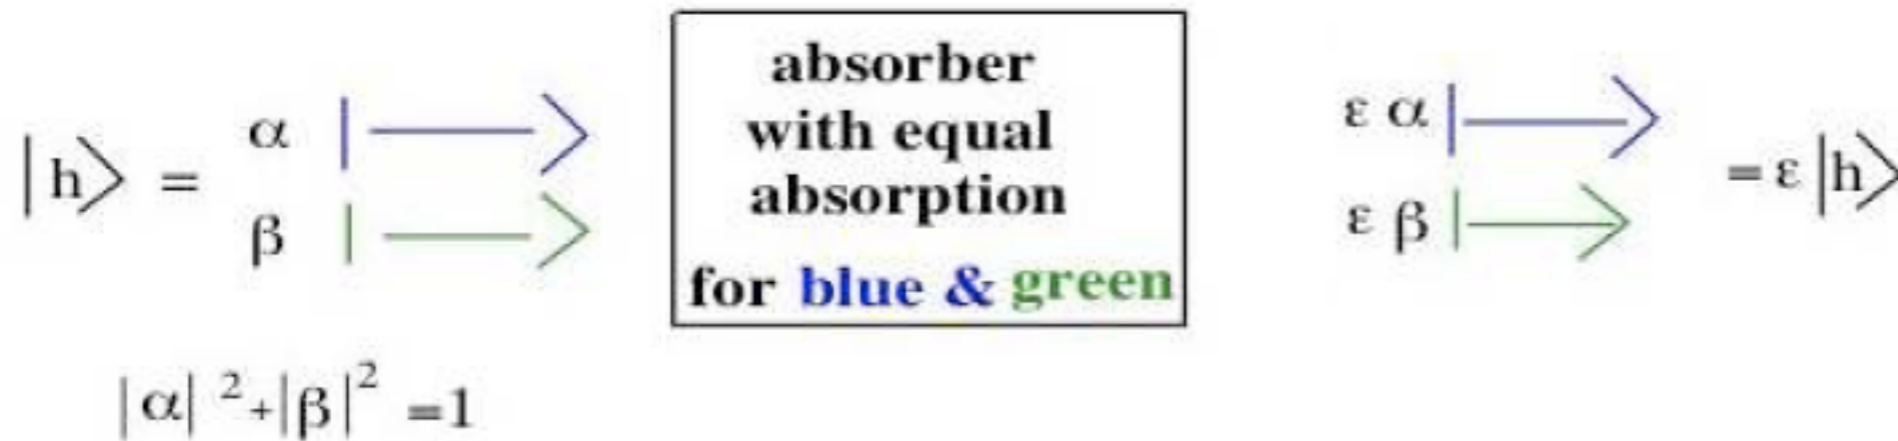 |h⟩ =
α |→⟩
β |→⟩
|α|²+|β|² =1
absorber
with equal
absorption
for blue & green
ε α |→⟩
ε β |→⟩
= ε |h⟩